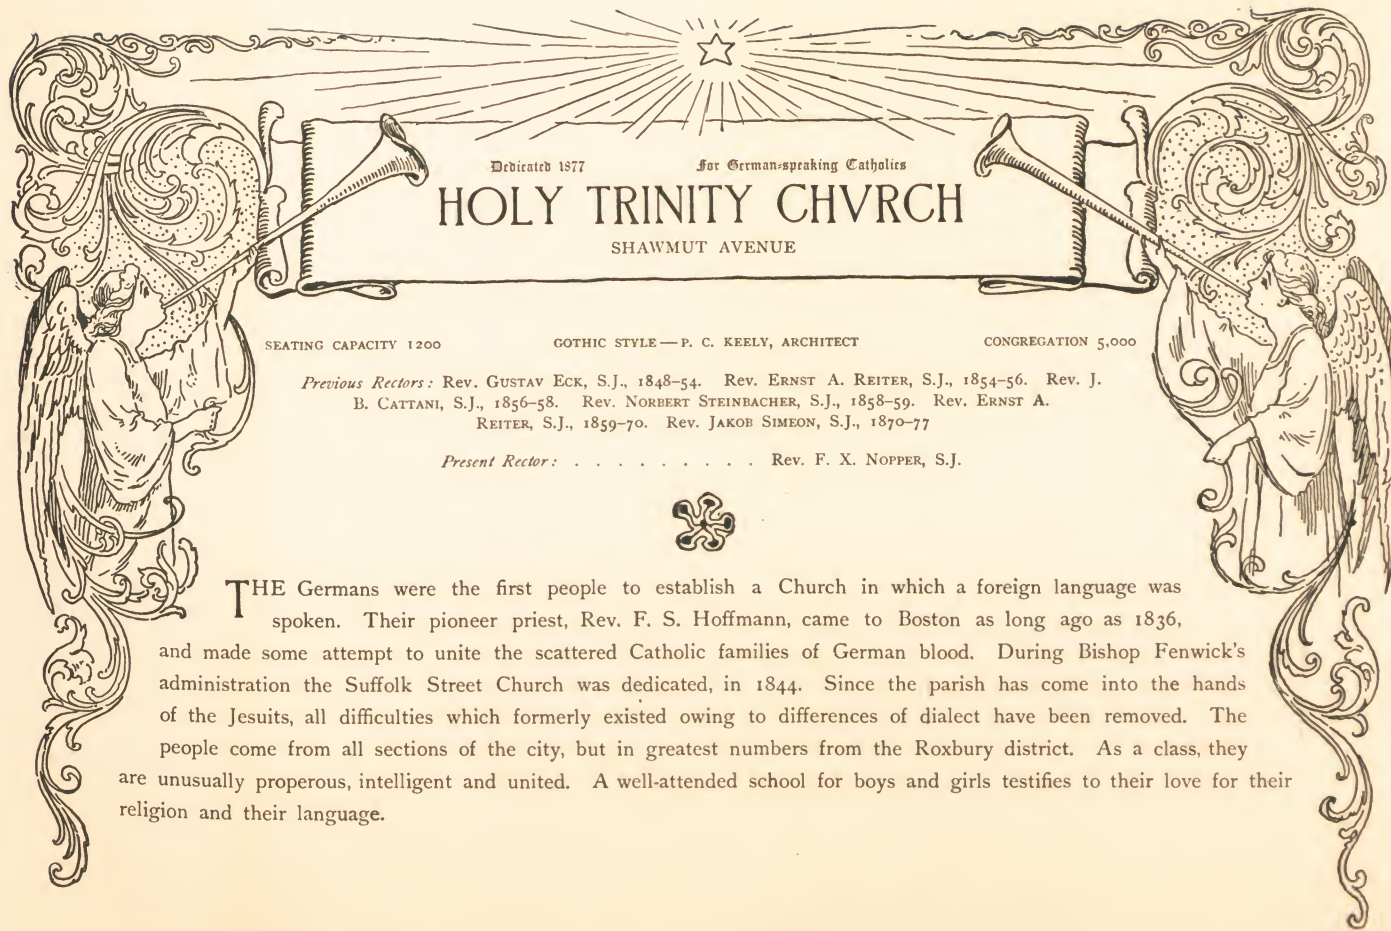 Dedicated 1877 For German-speaking Catholics
HOLY TRINITY CHVRCH
SHAWMUT AVENUE
SEATING CAPACITY 1200 GOTHIC STYLE—P. C. KEELY, ARCHITECT CONGREGATION 5,000
Previous Rectors: Rev. GUSTAV ECK, S.J., 1848–54. Rev. ERNST A. REITER, S.J., 1854–56. Rev. J.
B. CATTANI, S.J., 1856–58. Rev. NORBERT STEINBACHER, S.J., 1858–59. Rev. ERNST A.
REITER, S.J., 1859–70. Rev. JAKOB SIMEON, S.J., 1870–77
Present Rector: . . . . . . . . . . Rev. F. X. NOPPER, S.J.
THE Germans were the first people to establish a Church in which a foreign language was
spoken. Their pioneer priest, Rev. F. S. Hoffmann, came to Boston as long ago as 1836,
and made some attempt to unite the scattered Catholic families of German blood. During Bishop Fenwick's
administration the Suffolk Street Church was dedicated, in 1844. Since the parish has come into the hands
of the Jesuits, all difficulties which formerly existed owing to differences of dialect have been removed. The
people come from all sections of the city, but in greatest numbers from the Roxbury district. As a class, they
are unusually properous, intelligent and united. A well-attended school for boys and girls testifies to their love for their
religion and their language.